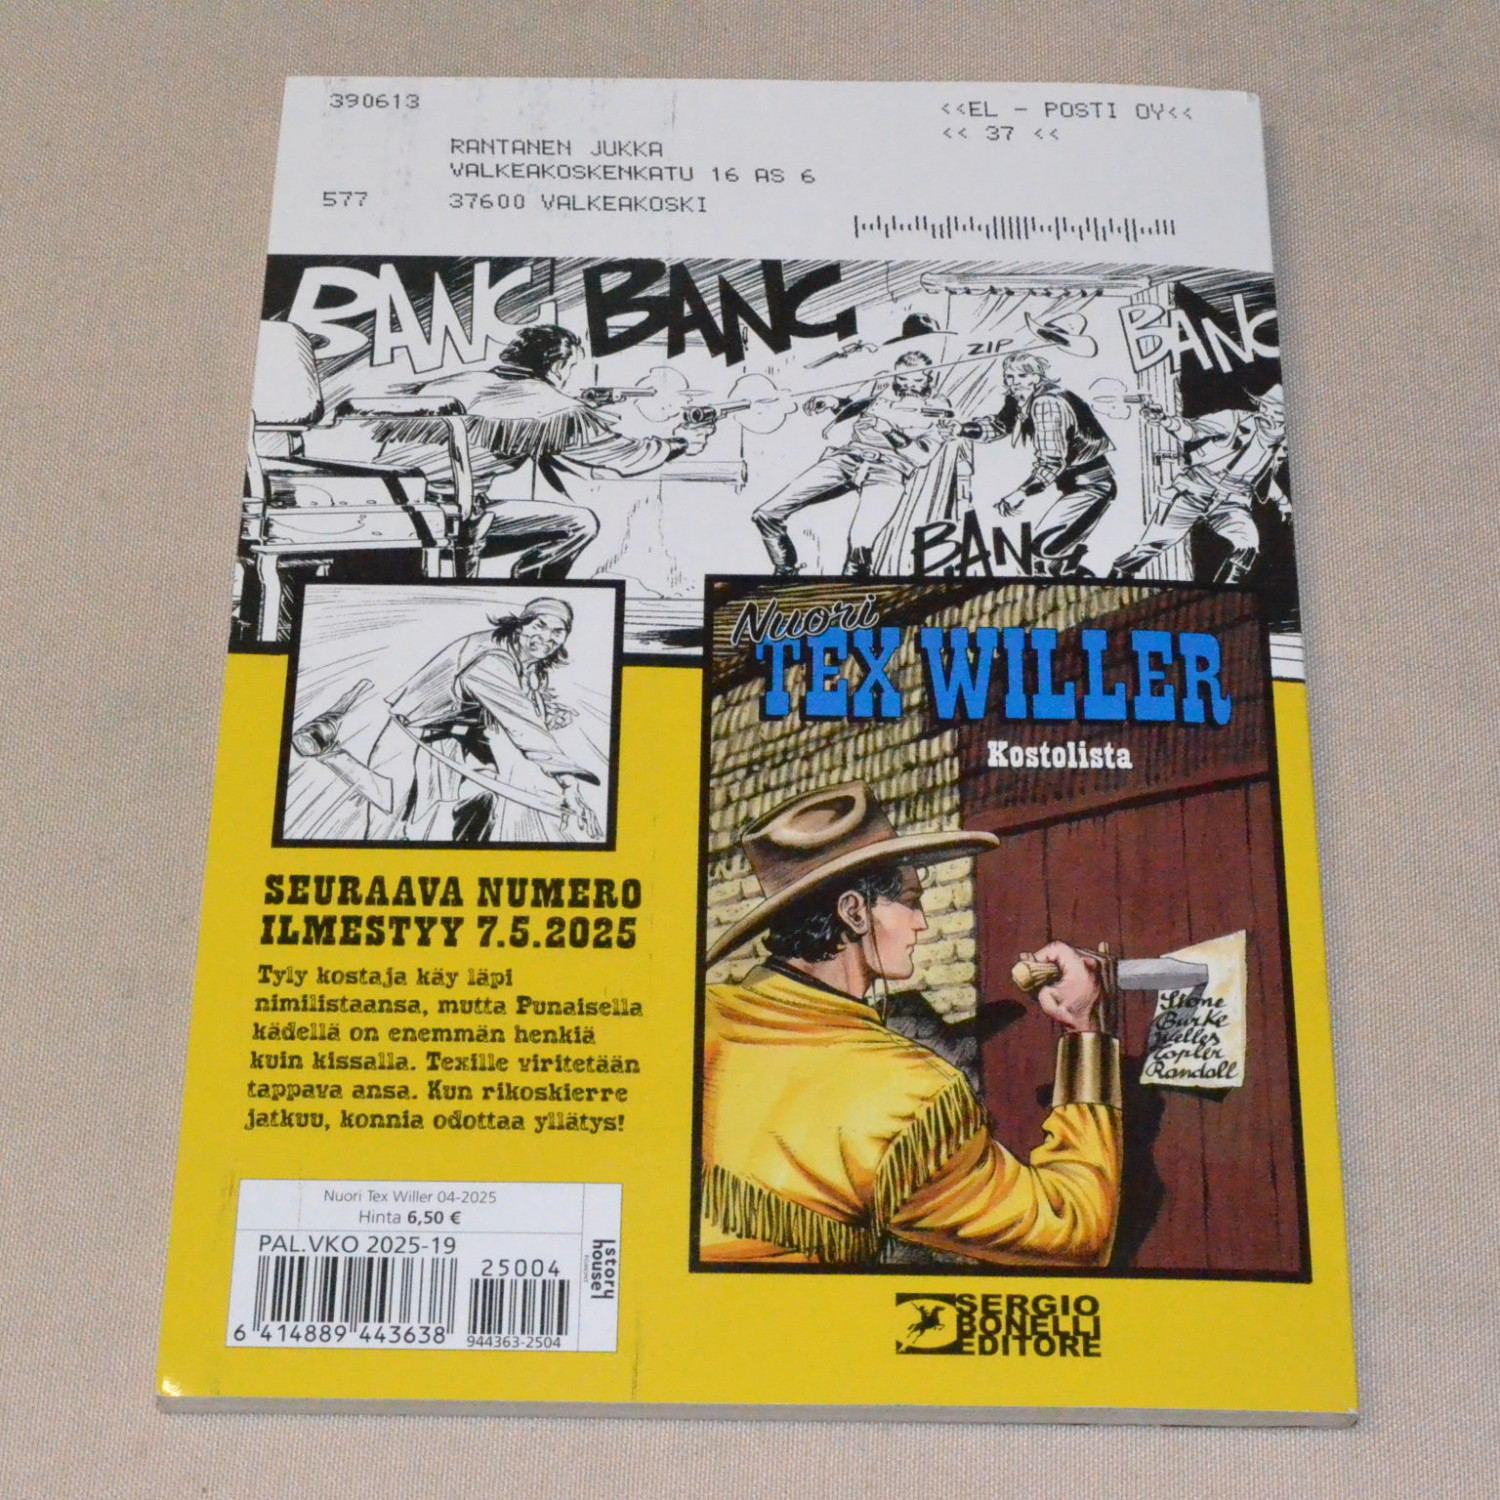 390613
<<EL - POSTI OY<<
<< 37 <<
RANTANEN JUKKA
VALKEAKOSKENKATU 16 AS 6
577 37600 VALKEAKOSKI
BANG BANG
ZIP
BANG
BANG
Nuori
TEX WILLER
Kostolista
Stone
Burke
Welles
Topler
Randall
SEURAAVA NUMERO
ILMESTYY 7.5.2025
Tyly kostaja käy läpi
nimilistaansa, mutta Punaisella
kädellä on enemmän henkiä
kuin kissalla. Texille viritetään
tappava ansa. Kun rikoskierre
jatkuu, konnia odottaa yllätys!
Nuori Tex Willer 04-2025
Hinta 6,50 €
PAL.VKO 2025-19
25004
6 414889 443638
944363-2504
story
house
SERGIO
BONELLI
EDITORE